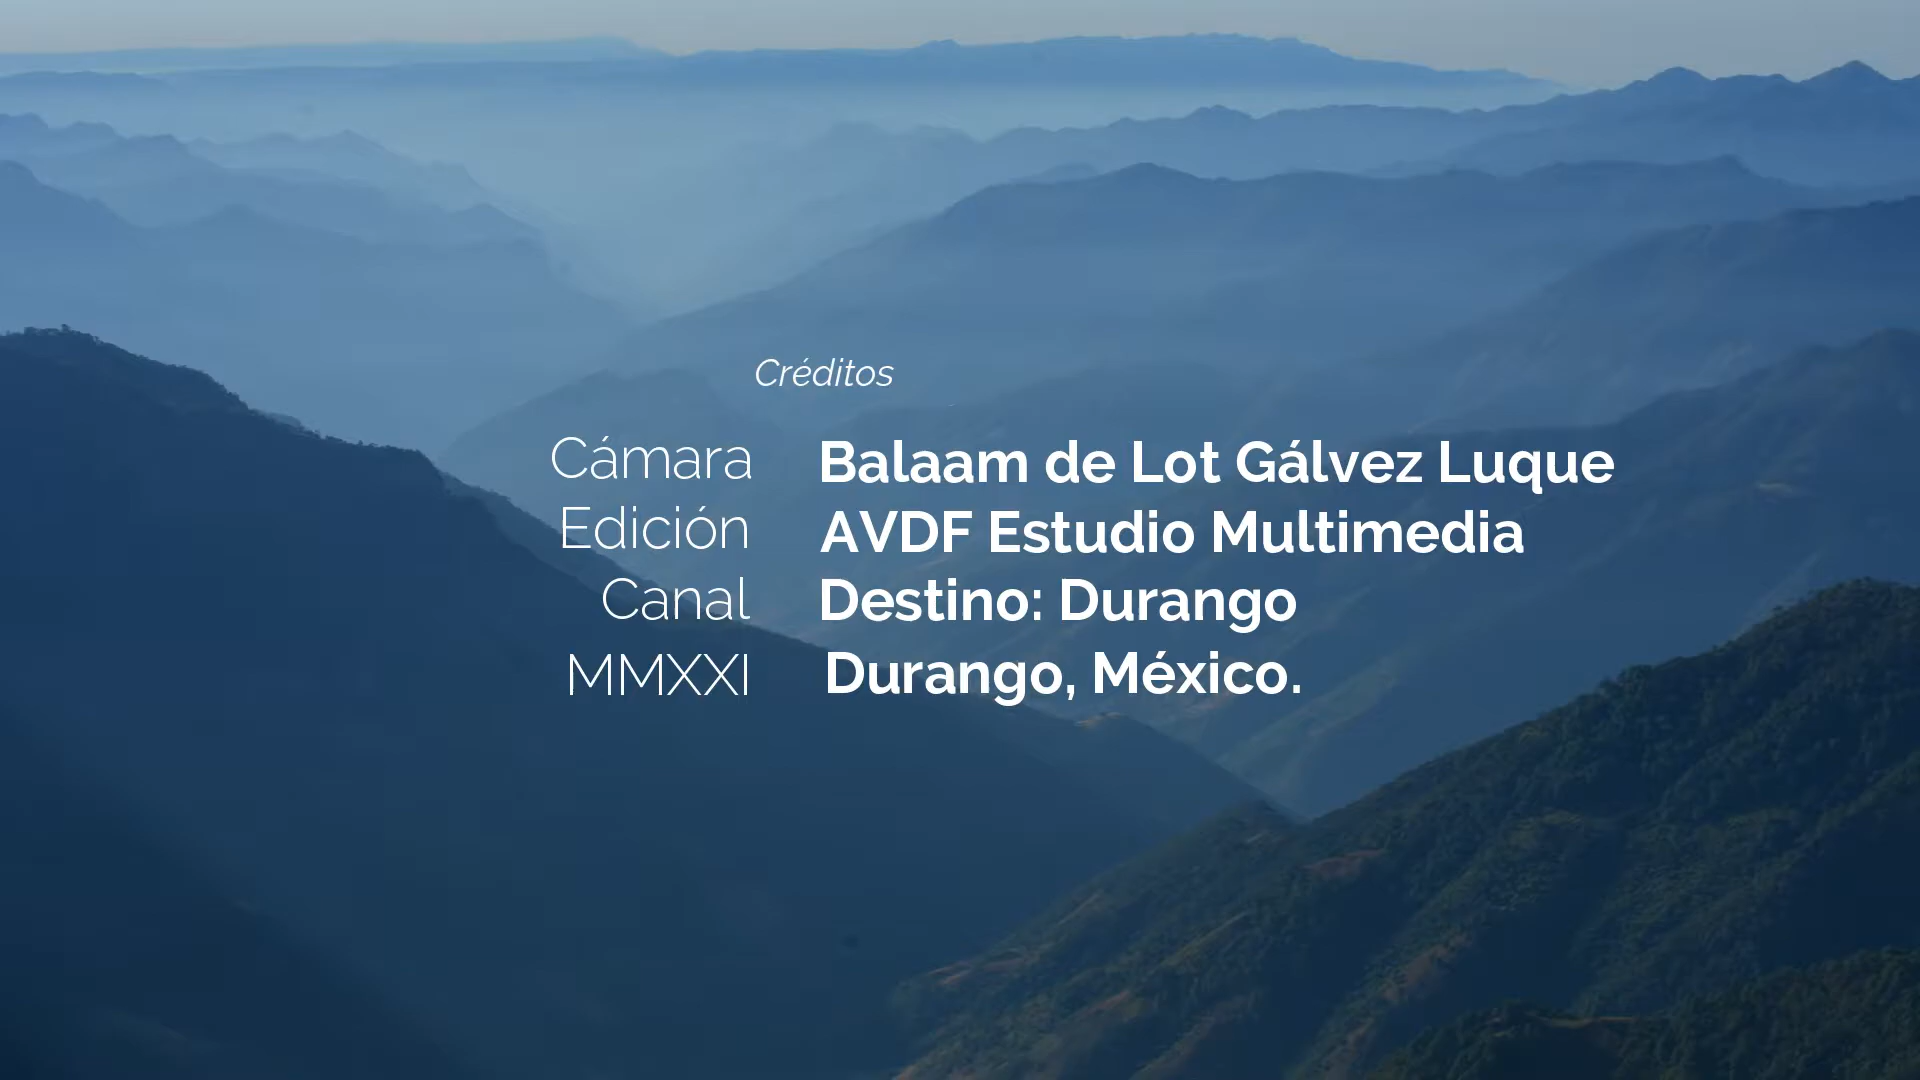 Créditos
Cámara Balaam de Lot Gálvez Luque
Edición AVDF Estudio Multimedia
Canal Destino: Durango
MMXXI Durango, México.